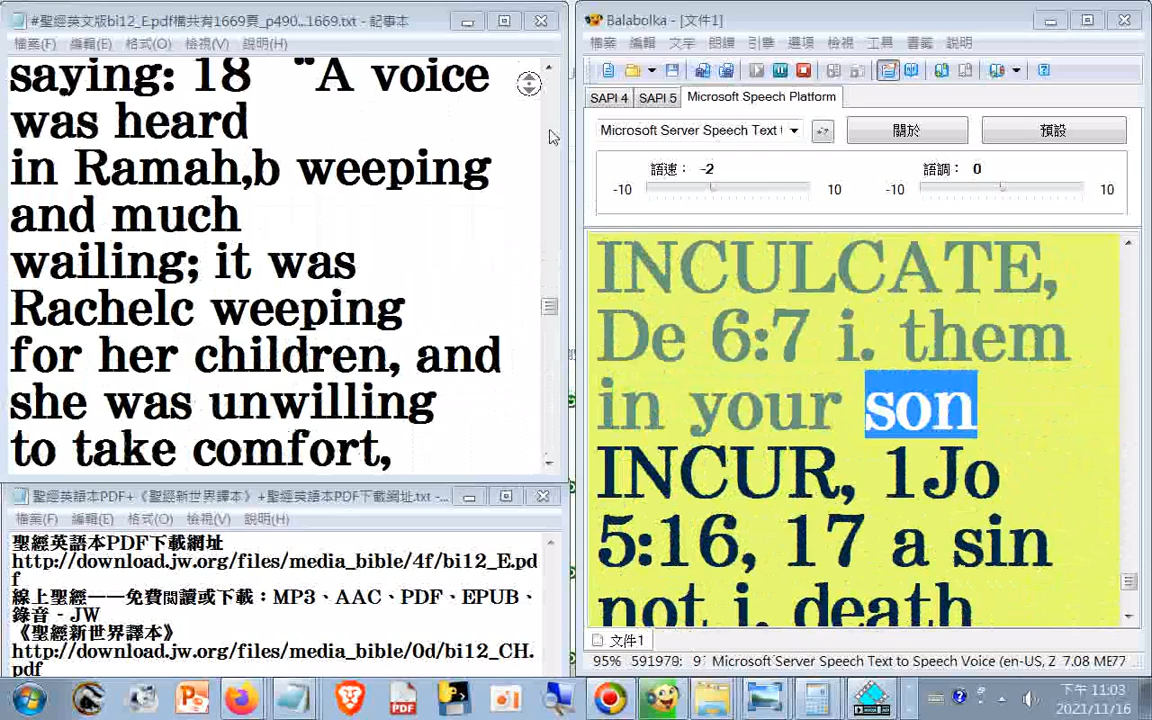 #聖經英文版bi12_E.pdf檔共有1669頁_p490...1669.txt - 記事本
檔案(F) 編輯(E) 格式(O) 檢視(V) 說明(H)
saying: 18 “A voice
was heard
in Ramah,b weeping
and much
wailing; it was
Rachelc weeping
for her children, and
she was unwilling
to take comfort,
聖經英語本PDF+《聖經新世界譯本》+聖經英語本PDF下載網址.txt -...
檔案(F) 編輯(E) 格式(O) 檢視(V) 說明(H)
聖經英語本PDF下載網址
http://download.jw.org/files/media_bible/4f/bi12_E.pd
f
線上聖經——免費閱讀或下載：MP3、AAC、PDF、EPUB、
錄音 - JW
《聖經新世界譯本》
http://download.jw.org/files/media_bible/0d/bi12_CH.
pdf
Balabolka - [文件1]
檔案 編輯 文字 朗讀 引擎 選項 檢視 工具 書籤 說明
SAPI 4 SAPI 5 Microsoft Speech Platform
Microsoft Server Speech Text 關於 預設
語速： -2 語調： 0
-10 10 -10 10
INCULCATE,
De 6:7 i. them
in your son
INCUR, 1Jo
5:16, 17 a sin
not i. death
文件1
95% 591979: 9 Microsoft Server Speech Text to Speech Voice (en-US, Z 7.08 ME 77
PDF
下午 11:03
2021/11/16